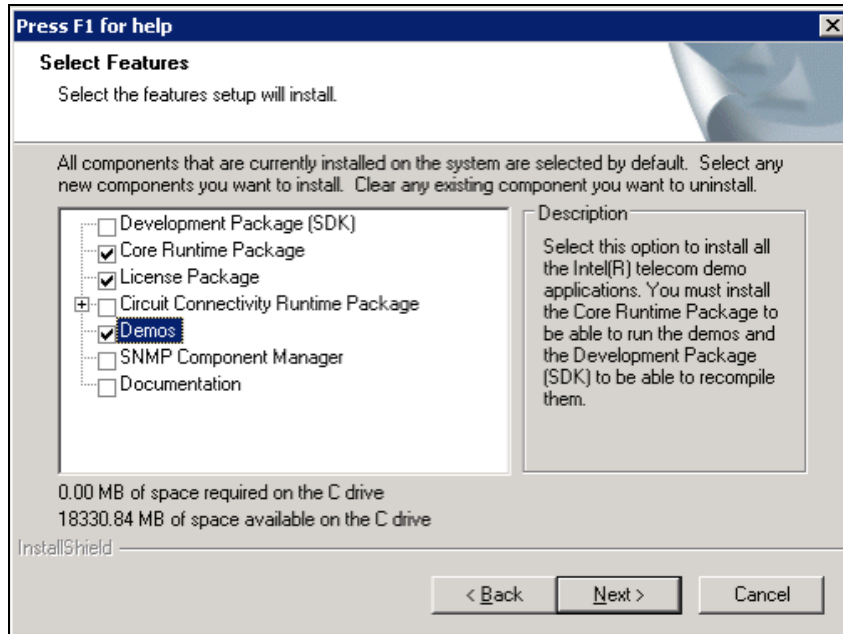 Press F1 for help
Select Features
Select the features setup will install.
All components that are currently installed on the system are selected by default. Select any
new components you want to install. Clear any existing component you want to uninstall.
Development Package (SDK)
Core Runtime Package
License Package
Circuit Connectivity Runtime Package
Demos
SNMP Component Manager
Documentation
Description
Select this option to install all
the Intel(R) telecom demo
applications. You must install
the Core Runtime Package to
be able to run the demos and
the Development Package
(SDK) to be able to recompile
them.
0.00 MB of space required on the C drive
18330.84 MB of space available on the C drive
InstallShield
< Back
Next >
Cancel